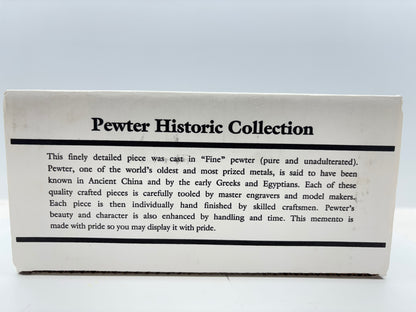 Pewter Historic Collection
This finely detailed piece was cast in "Fine" pewter (pure and unadulterated).
Pewter, one of the world's oldest and most prized metals, is said to have been
known in Ancient China and by the early Greeks and Egyptians. Each of these
quality crafted pieces is carefully tooled by master engravers and model makers.
Each piece is then individually hand finished by skilled craftsmen. Pewter's
beauty and character is also enhanced by handling and time. This memento is
made with pride so you may display it with pride.